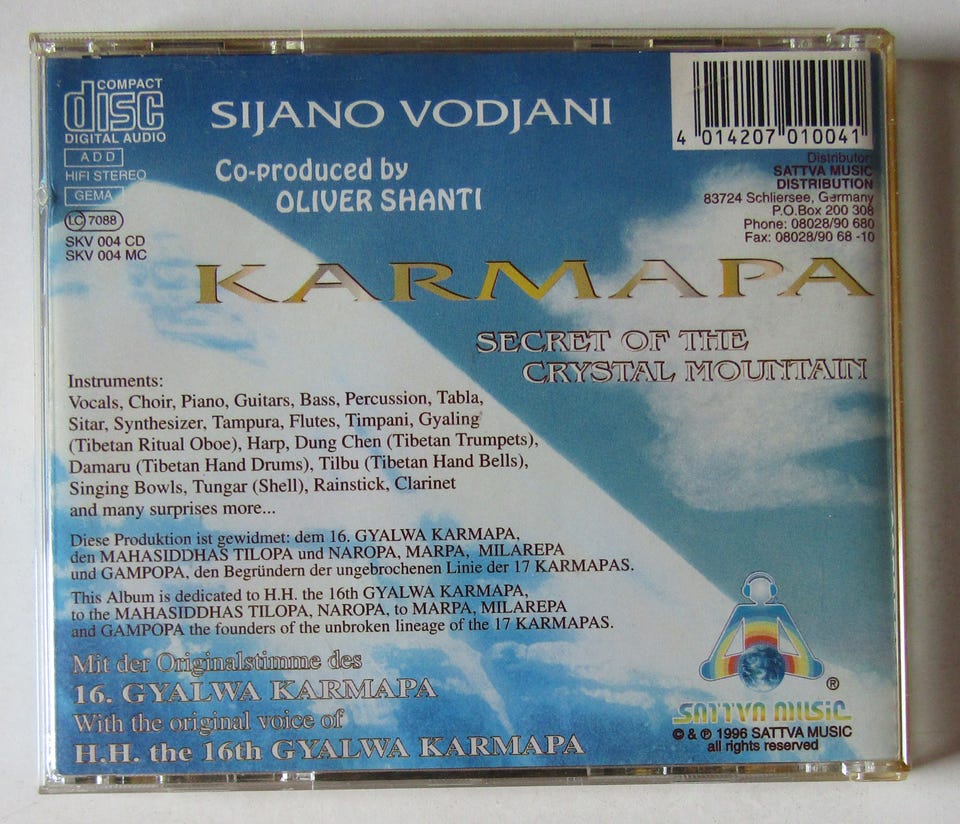 COMPACT
disc
DIGITAL AUDIO
ADD
HIFI STEREO
GEMA
LC 7088
SKV 004 CD
SKV 004 MC
SIJANO VODJANI
Co-produced by
OLIVER SHANTI
4 014207 010041
Distributor:
SATTVA MUSIC
DISTRIBUTION
83724 Schliersee, Germany
P.O.Box 200 308
Phone: 08028/90 680
Fax: 08028/90 68 -10
KARMAPA
SECRET OF THE
CRYSTAL MOUNTAIN
Instruments:
Vocals, Choir, Piano, Guitars, Bass, Percussion, Tabla,
Sitar, Synthesizer, Tampura, Flutes, Timpani, Gyaling
(Tibetan Ritual Oboe), Harp, Dung Chen (Tibetan Trumpets),
Damaru (Tibetan Hand Drums), Tilbu (Tibetan Hand Bells),
Singing Bowls, Tungar (Shell), Rainstick, Clarinet
and many surprises more...
Diese Produktion ist gewidmet: dem 16. GYALWA KARMAPA,
den MAHASIDDHAS TILOPA und NAROPA, MARPA, MILAREPA
und GAMPOPA, den Begründern der ungebrochenen Linie der 17 KARMAPAS.
This Album is dedicated to H.H. the 16th GYALWA KARMAPA,
to the MAHASIDDHAS TILOPA, NAROPA, to MARPA, MILAREPA
and GAMPOPA the founders of the unbroken lineage of the 17 KARMAPAS.
Mit der Originalstimme des
16. GYALWA KARMAPA
With the original voice of
H.H. the 16th GYALWA KARMAPA
®
SATTVA MUSIC
© & ℗ 1996 SATTVA MUSIC
all rights reserved